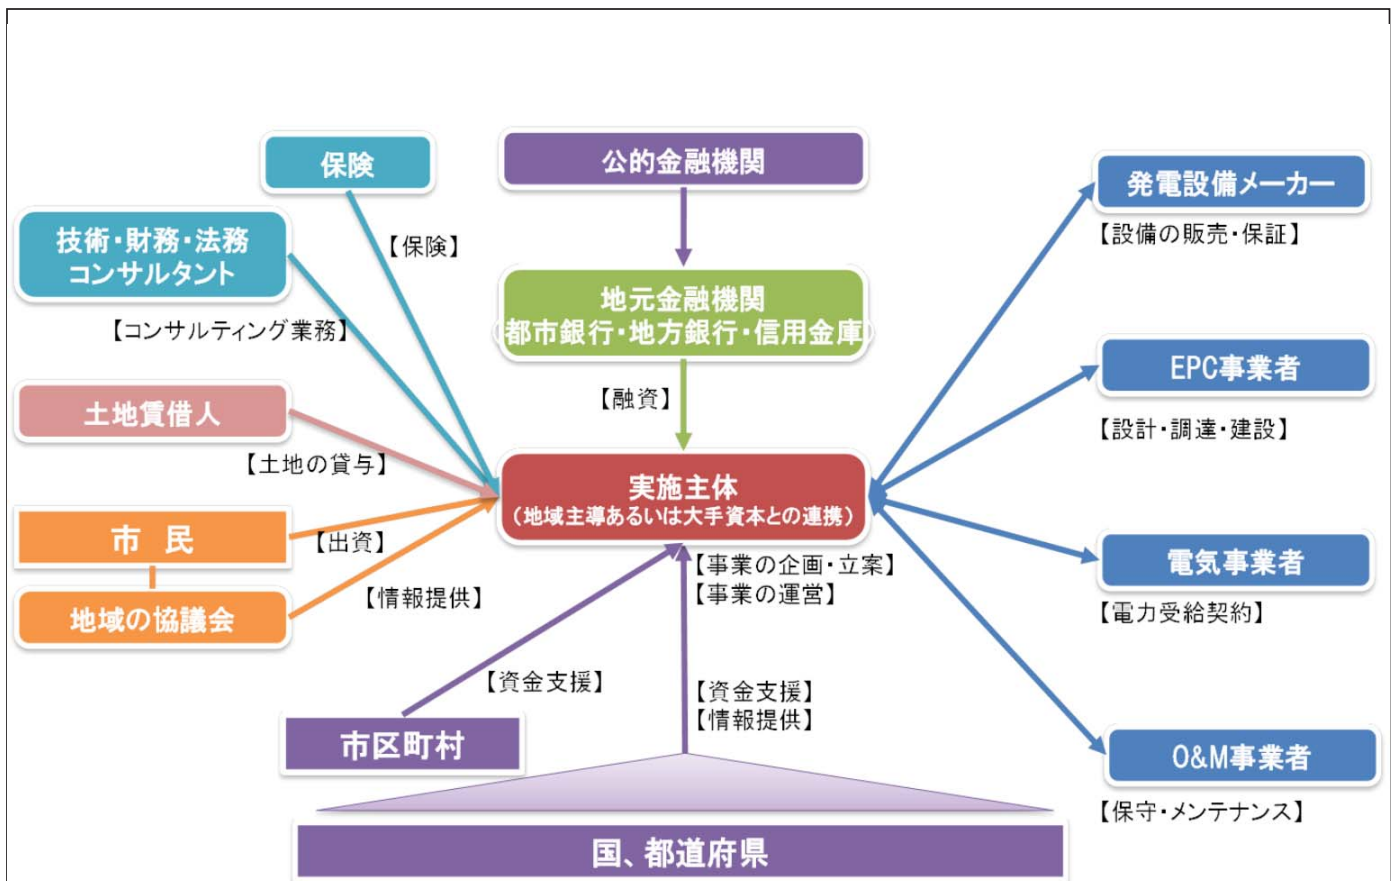 保険
公的金融機関
発電設備メーカー
【設備の販売・保証】
技術・財務・法務
コンサルタント
【保険】
【コンサルティング業務】
地元金融機関
（都市銀行・地方銀行・信用金庫）
【融資】
EPC事業者
【設計・調達・建設】
土地賃借人
【土地の貸与】
実施主体
（地域主導あるいは大手資本との連携）
市　民
【出資】
【事業の企画・立案】
【事業の運営】
電気事業者
【電力受給契約】
地域の協議会
【情報提供】
【資金支援】
【資金支援】
【情報提供】
市区町村
O&M事業者
【保守・メンテナンス】
国、都道府県